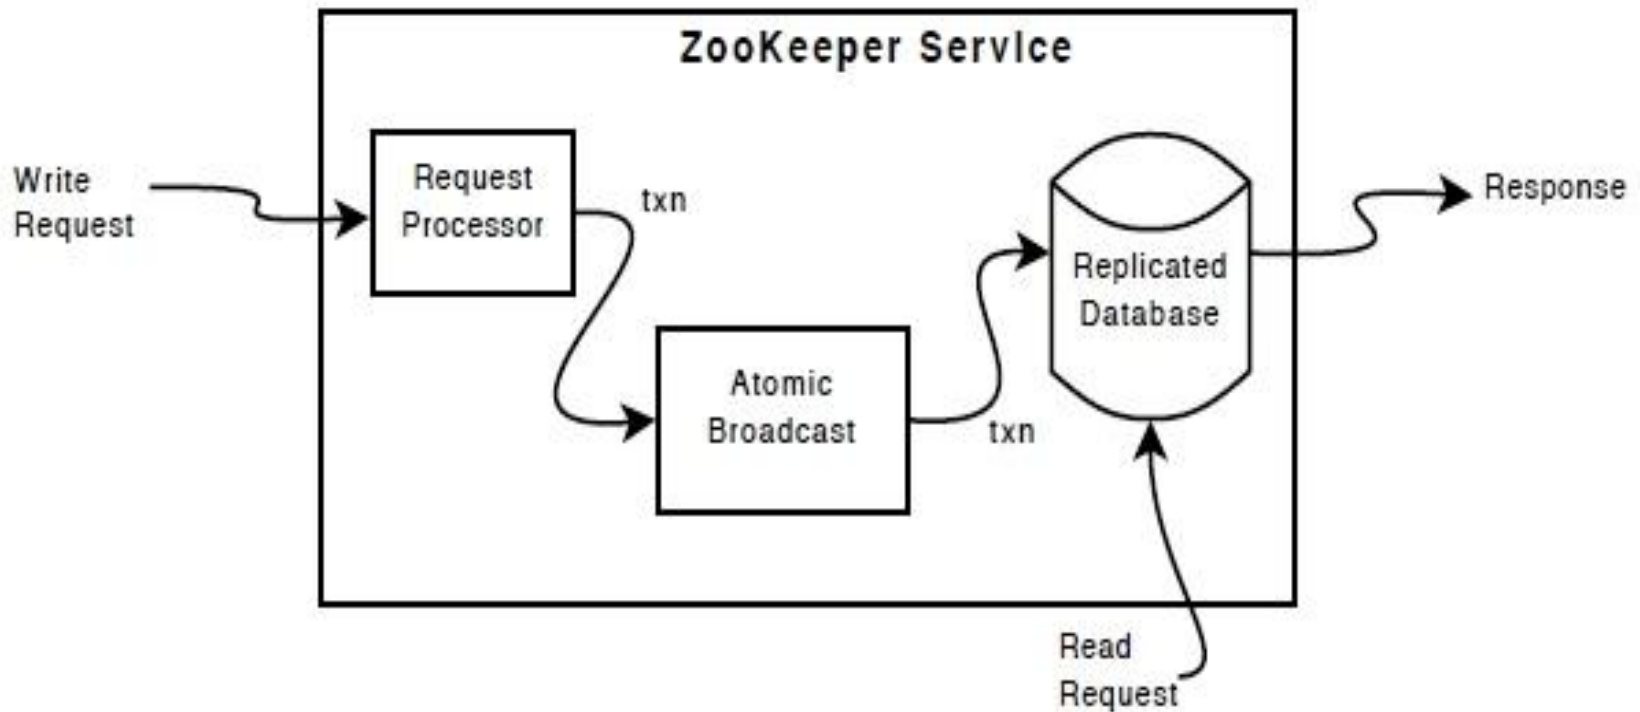 ZooKeeper Service
Write
Request
Request
Processor
txn
Atomic
Broadcast
txn
Replicated
Database
Response
Read
Request